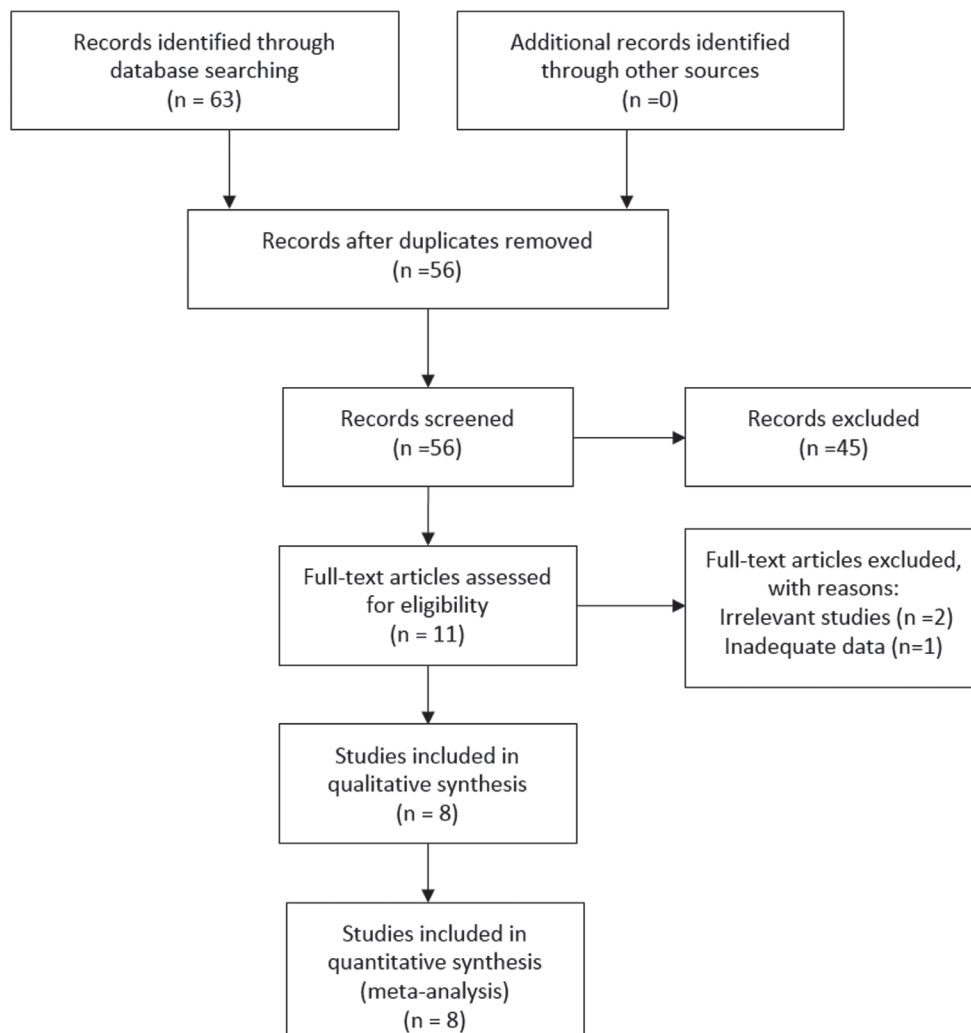 Records identified through
database searching
(n = 63)
Additional records identified
through other sources
(n =0)
Records after duplicates removed
(n =56)
Records screened
(n =56)
Records excluded
(n =45)
Full-text articles assessed
for eligibility
(n = 11)
Full-text articles excluded,
with reasons:
Irrelevant studies (n =2)
Inadequate data (n=1)
Studies included in
qualitative synthesis
(n = 8)
Studies included in
quantitative synthesis
(meta-analysis)
(n = 8)